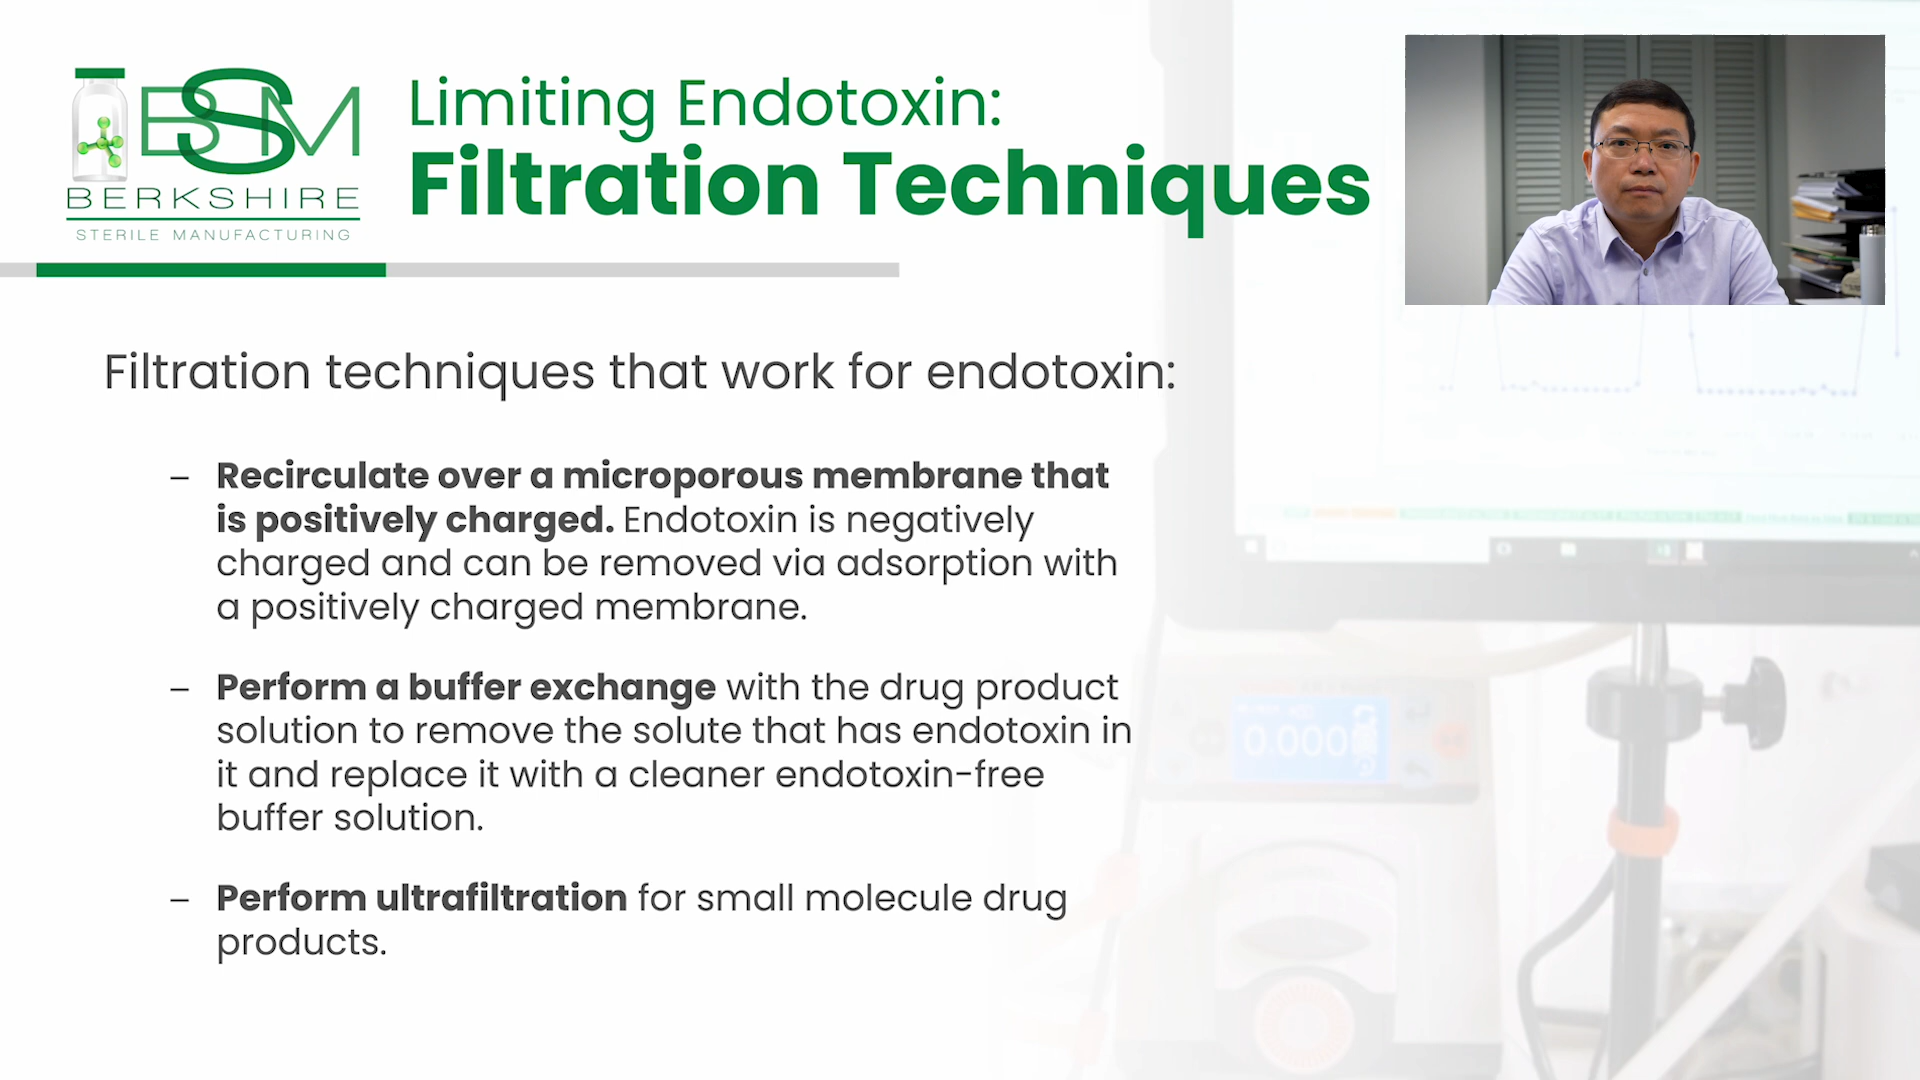 BSM
BERKSHIRE
STERILE MANUFACTURING
Limiting Endotoxin:
Filtration Techniques
Filtration techniques that work for endotoxin:
– Recirculate over a microporous membrane that
is positively charged. Endotoxin is negatively
charged and can be removed via adsorption with
a positively charged membrane.
– Perform a buffer exchange with the drug product
solution to remove the solute that has endotoxin in
it and replace it with a cleaner endotoxin-free
buffer solution.
– Perform ultrafiltration for small molecule drug
products.
0.000